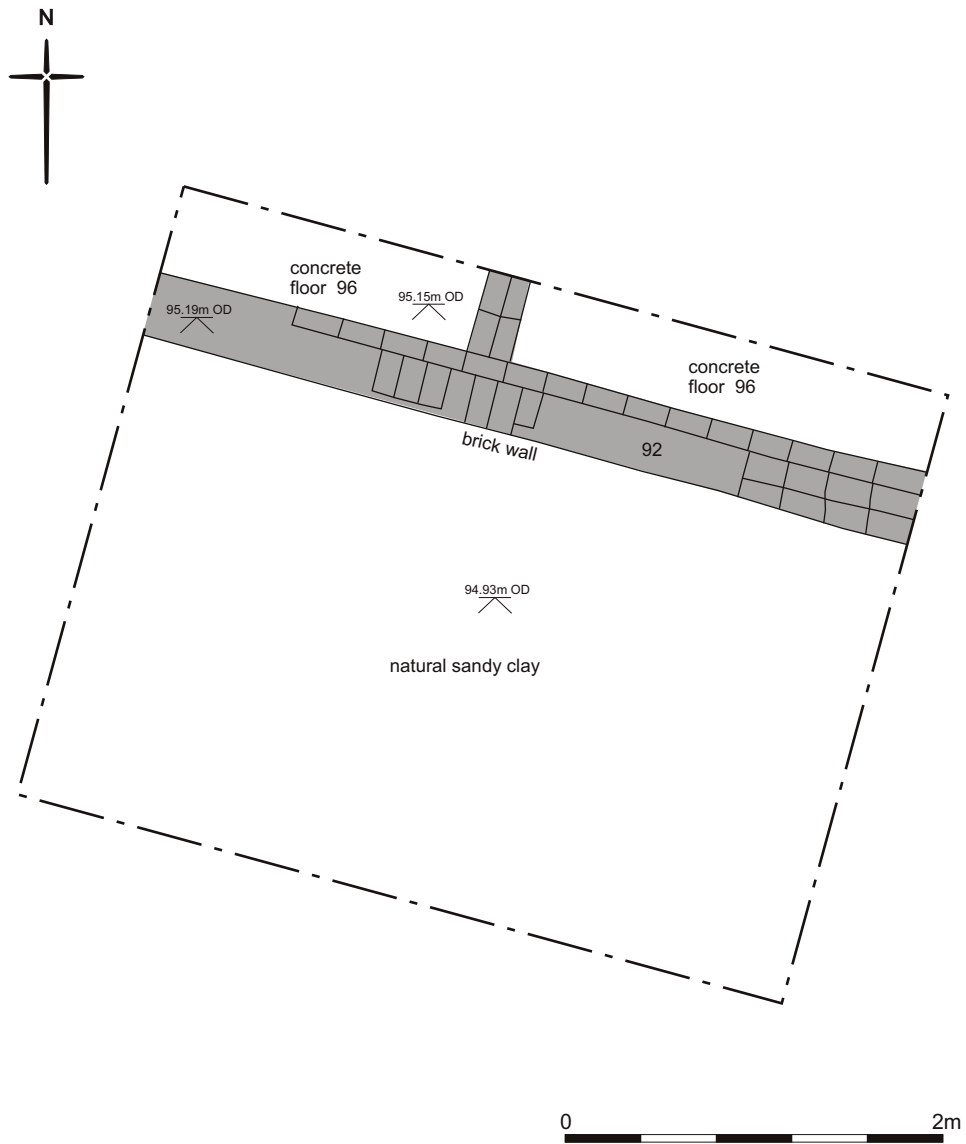 N
concrete
floor 96
95.15m OD
95.19m OD
concrete
floor 96
brick wall
92
94.93m OD
natural sandy clay
0
2m